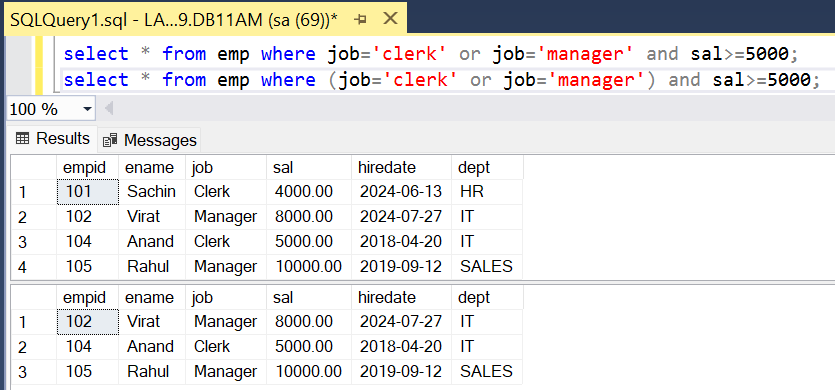 SQLQuery1.sql - LA...9.DB11AM (sa (69))*
select * from emp where job='clerk' or job='manager' and sal>=5000;
select * from emp where (job='clerk' or job='manager') and sal>=5000;
100 %
Results Messages
empid ename job sal hiredate dept
1 101 Sachin Clerk 4000.00 2024-06-13 HR
2 102 Virat Manager 8000.00 2024-07-27 IT
3 104 Anand Clerk 5000.00 2018-04-20 IT
4 105 Rahul Manager 10000.00 2019-09-12 SALES
empid ename job sal hiredate dept
1 102 Virat Manager 8000.00 2024-07-27 IT
2 104 Anand Clerk 5000.00 2018-04-20 IT
3 105 Rahul Manager 10000.00 2019-09-12 SALES